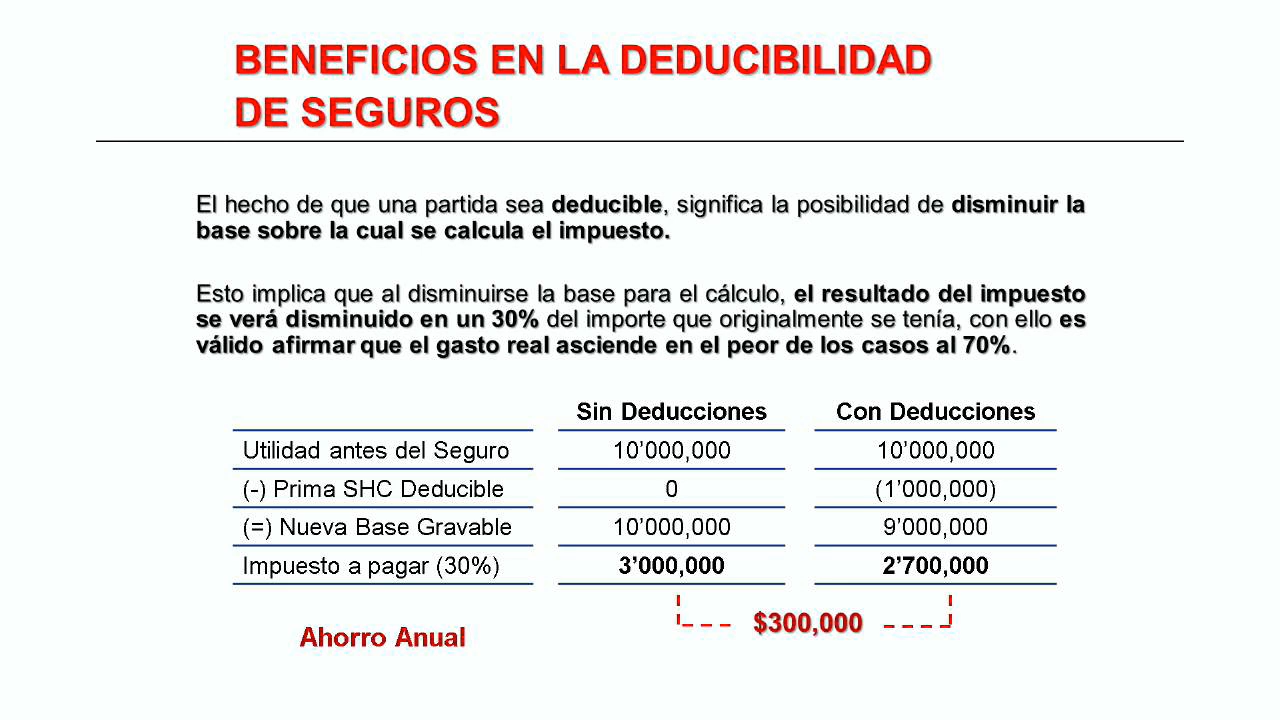 BENEFICIOS EN LA DEDUCIBILIDAD
DE SEGUROS
El hecho de que una partida sea deducible, significa la posibilidad de disminuir la
base sobre la cual se calcula el impuesto.
Esto implica que al disminuirse la base para el cálculo, el resultado del impuesto
se verá disminuido en un 30% del importe que originalmente se tenía, con ello es
válido afirmar que el gasto real asciende en el peor de los casos al 70%.
Sin Deducciones Con Deducciones
Utilidad antes del Seguro 10’000,000 10’000,000
(-) Prima SHC Deducible 0 (1’000,000)
(=) Nueva Base Gravable 10’000,000 9’000,000
Impuesto a pagar (30%) 3’000,000 2’700,000
$300,000
Ahorro Anual